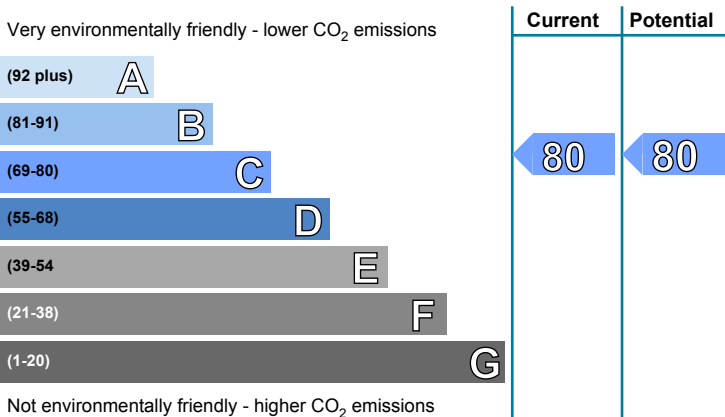 Current Potential
Very environmentally friendly - lower CO₂ emissions
(92 plus) A
(81-91) B
(69-80) C 80 80
(55-68) D
(39-54 E
(21-38) F
(1-20) G
Not environmentally friendly - higher CO₂ emissions